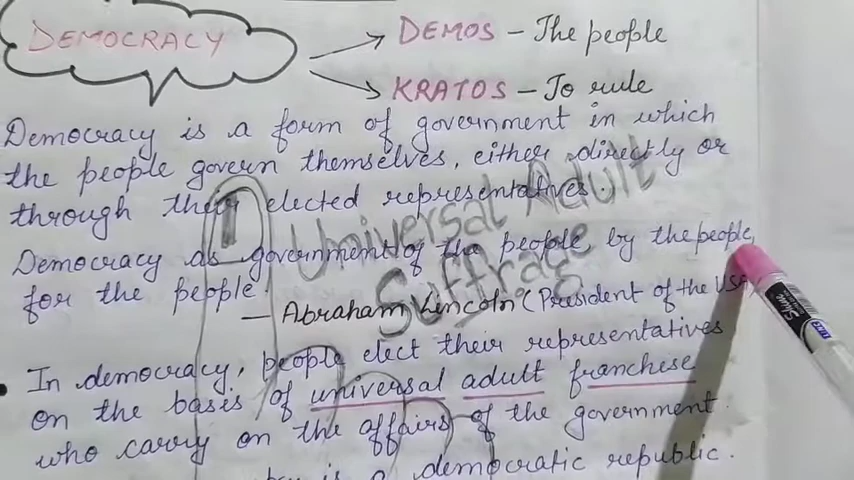 DEMOCRACY
DEMOS - The people
KRATOS - To rule
Democracy is a form of government in which
the people govern themselves, either directly or
through their elected representatives.
Democracy as government of the people by the people,
for the people!
- Abraham Lincoln (President of the USA
• In democracy, people elect their representatives
on the basis of universal adult franchise
who carry on the affairs of the government.
is a democratic republic.
Universal Adult
Suffrage